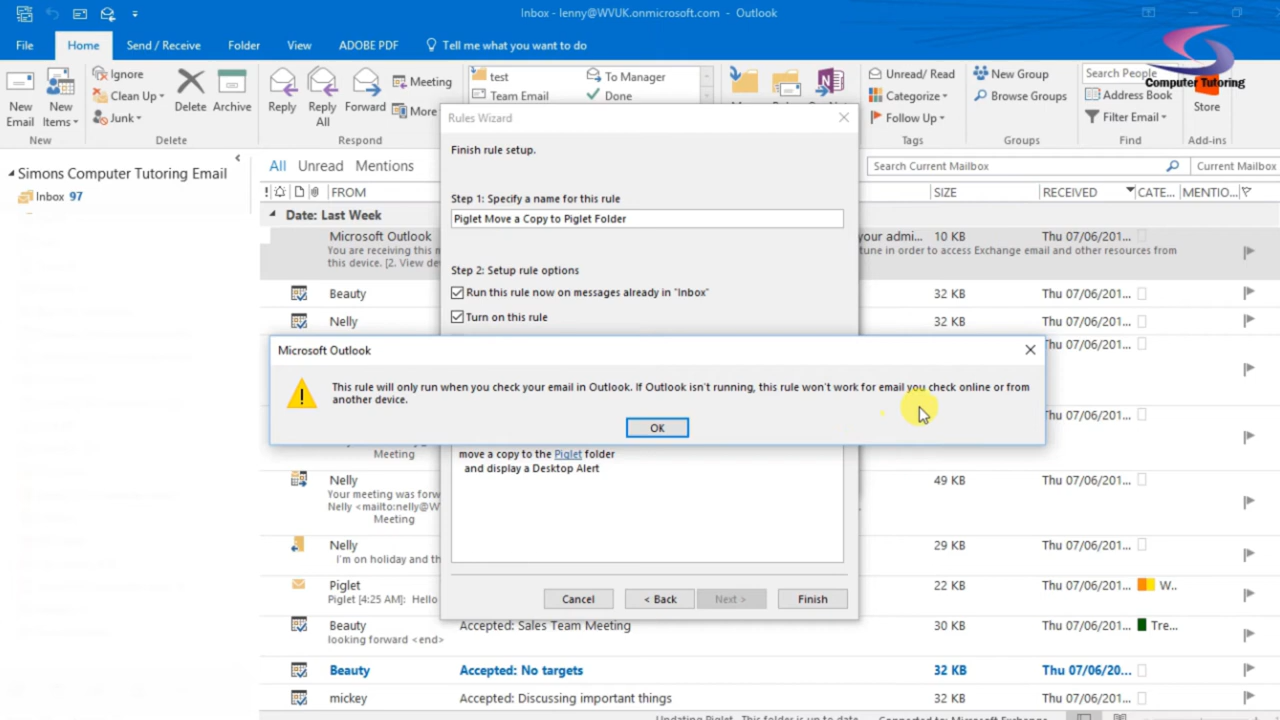 Inbox - lenny@WVUK.onmicrosoft.com - Outlook
File
Home
Send / Receive
Folder
View
ADOBE PDF
Tell me what you want to do
New Email
New Items
New
Ignore
Clean Up
Junk
Delete
Archive
Delete
Reply
Reply All
Forward
Meeting
More
Respond
test
To Manager
Team Email
Done
Unread/ Read
Categorize
Follow Up
Tags
New Group
Browse Groups
Groups
Search People
Address Book
Filter Email
Find
Store
Add-ins
Computer Tutoring
Simons Computer Tutoring Email
Inbox 97
All Unread Mentions
Search Current Mailbox
Current Mailbox
! FROM SIZE RECEIVED CATE... MENTIO...
Date: Last Week
Microsoft Outlook your admi... 10 KB Thu 07/06/201...
You are receiving this m
tune in order to access Exchange email and other resources from
this device. [2. View de
Beauty 32 KB Thu 07/06/201...
Nelly 32 KB Thu 07/06/201...
Thu 07/06/201...
Thu 07/06/201...
Meeting
Nelly 49 KB Thu 07/06/201...
Your meeting was forw
Nelly <mailto:nelly@W
Meeting
Nelly 29 KB Thu 07/06/201...
I'm on holiday and th
Piglet 22 KB Thu 07/06/201... W..
Piglet [4:25 AM]: Hello
Beauty Accepted: Sales Team Meeting 30 KB Thu 07/06/201... Tre...
looking forward <end>
Beauty Accepted: No targets 32 KB Thu 07/06/20...
mickey Accepted: Discussing important things 32 KB Thu 07/06/201...
Rules Wizard
Finish rule setup.
Step 1: Specify a name for this rule
Piglet Move a Copy to Piglet Folder
Step 2: Setup rule options
Run this rule now on messages already in "Inbox"
Turn on this rule
Microsoft Outlook
This rule will only run when you check your email in Outlook. If Outlook isn't running, this rule won't work for email you check online or from
another device.
OK
move a copy to the Piglet folder
and display a Desktop Alert
Cancel
< Back
Next >
Finish